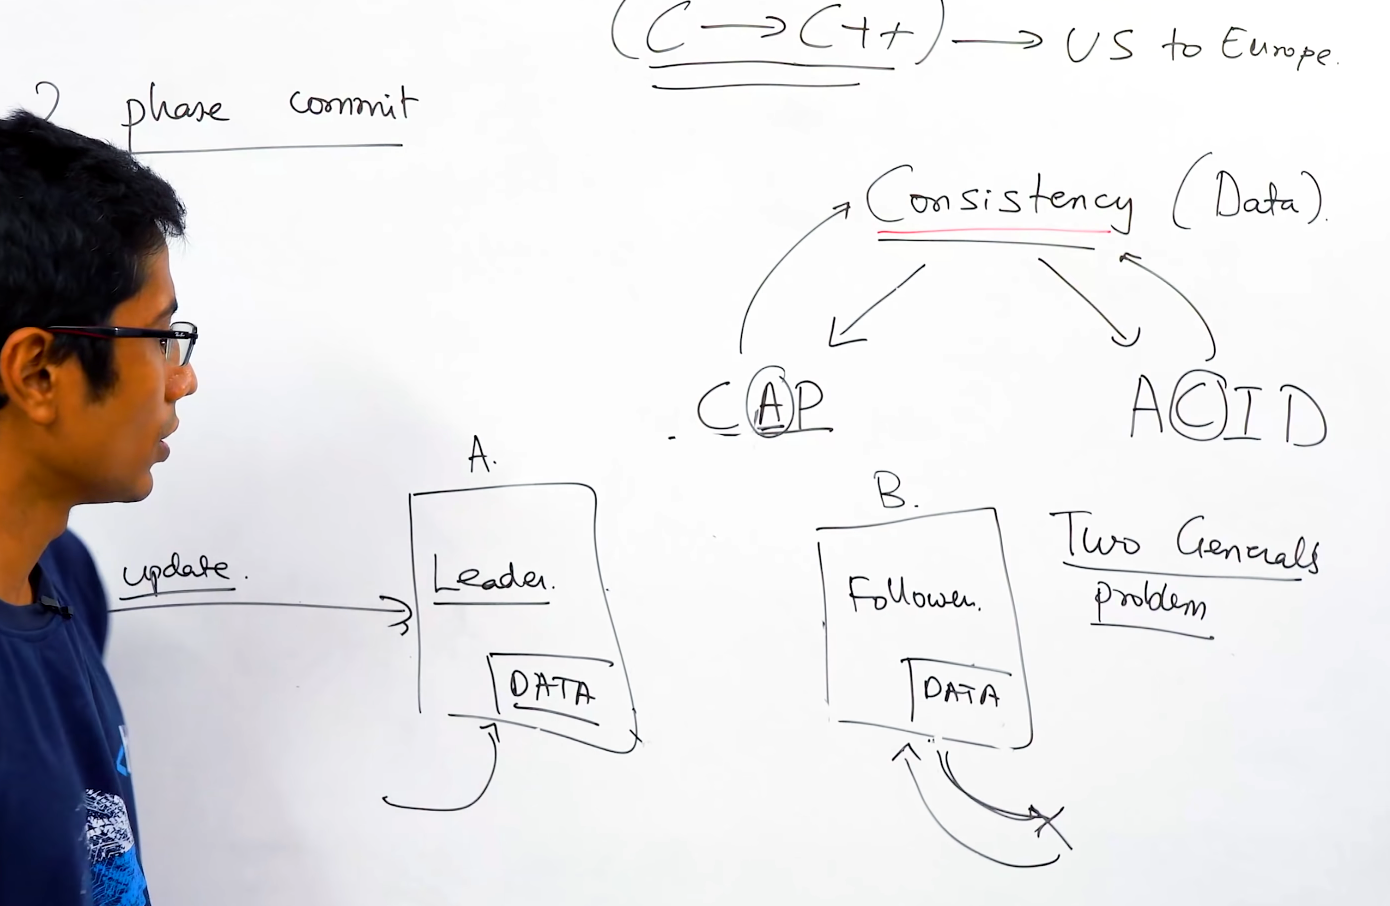 (C → C++) → US to Europe.
2 phase commit
Consistency (Data).
CAP
ACID
A.
B.
update.
Leader.
Follower.
Two Generals
problem
DATA
DATA